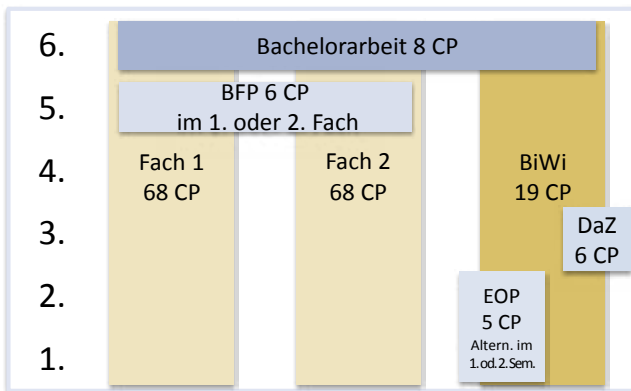 6.
Bachelorarbeit 8 CP
5.
BFP 6 CP
im 1. oder 2. Fach
4.
Fach 1
68 CP
Fach 2
68 CP
BiWi
19 CP
3.
DaZ
6 CP
2.
EOP
5 CP
Altern. im
1.od.2.Sem.
1.